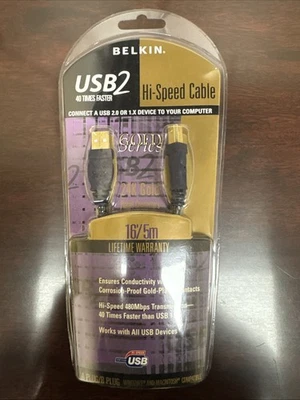 BELKIN.
USB2
40 TIMES FASTER
Hi-Speed Cable
CONNECT A USB 2.0 OR 1.X DEVICE TO YOUR COMPUTER
GOLD
Series
16'/5m
LIFETIME WARRANTY
Ensures Conductivity with
Corrosion-Proof Gold-Plated Contacts
Hi-Speed 480Mbps
40 Times Faster than USB
Works with All USB Devices
USB